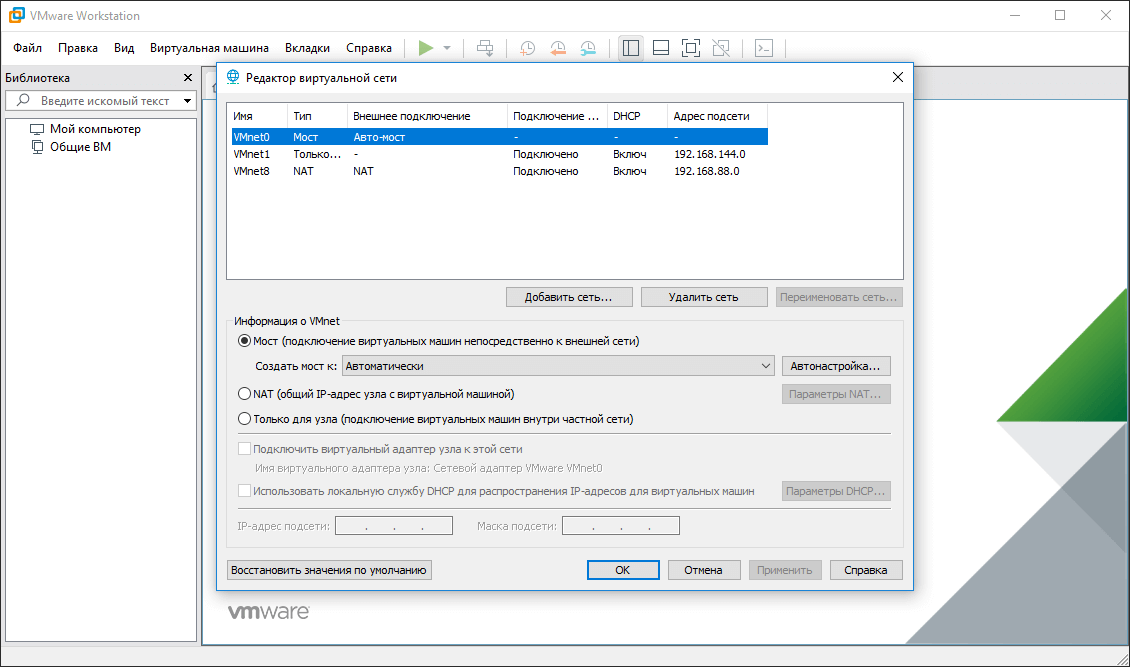 VMware Workstation
Файл Правка Вид Виртуальная машина Вкладки Справка
Библиотека
Введите искомый текст
Мой компьютер
Общие ВМ
Редактор виртуальной сети
Имя Тип Внешнее подключение Подключение ... DHCP Адрес подсети
VMnet0 Мост Авто-мост - - -
VMnet1 Только... - Подключено Включ 192.168.144.0
VMnet8 NAT NAT Подключено Включ 192.168.88.0
Добавить сеть... Удалить сеть Переименовать сеть...
Информация о VMnet
Мост (подключение виртуальных машин непосредственно к внешней сети)
Создать мост к: Автоматически Автонастройка...
NAT (общий IP-адрес узла с виртуальной машиной) Параметры NAT...
Только для узла (подключение виртуальных машин внутри частной сети)
Подключить виртуальный адаптер узла к этой сети
Имя виртуального адаптера узла: Сетевой адаптер VMware VMnet0
Использовать локальную службу DHCP для распространения IP-адресов для виртуальных машин Параметры DHCP...
IP-адрес подсети: . . . Маска подсети: . . .
Восстановить значения по умолчанию OK Отмена Применить Справка
vmware